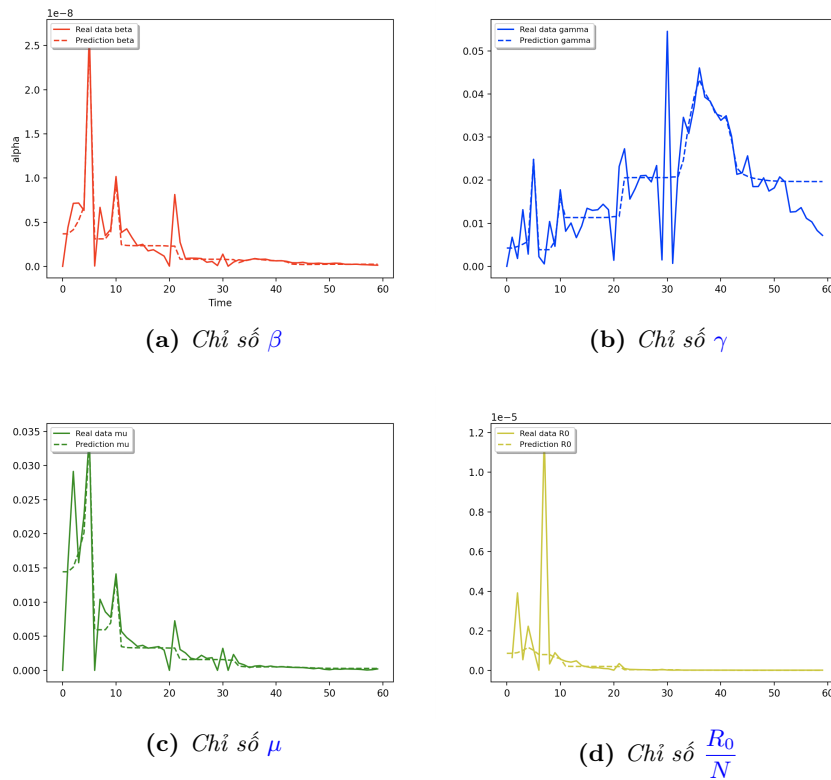 1e−8
Real data beta
Prediction beta
2.5
2.0
1.5
1.0
0.5
0.0
alpha
0 10 20 30 40 50 60
Time
(a) Chỉ số β
Real data gamma
Prediction gamma
0.05
0.04
0.03
0.02
0.01
0.00
0 10 20 30 40 50 60
(b) Chỉ số γ
Real data mu
Prediction mu
0.035
0.030
0.025
0.020
0.015
0.010
0.005
0.000
0 10 20 30 40 50 60
(c) Chỉ số μ
1e−5
Real data R0
Prediction R0
1.2
1.0
0.8
0.6
0.4
0.2
0.0
0 10 20 30 40 50 60
(d) Chỉ số R₀/N